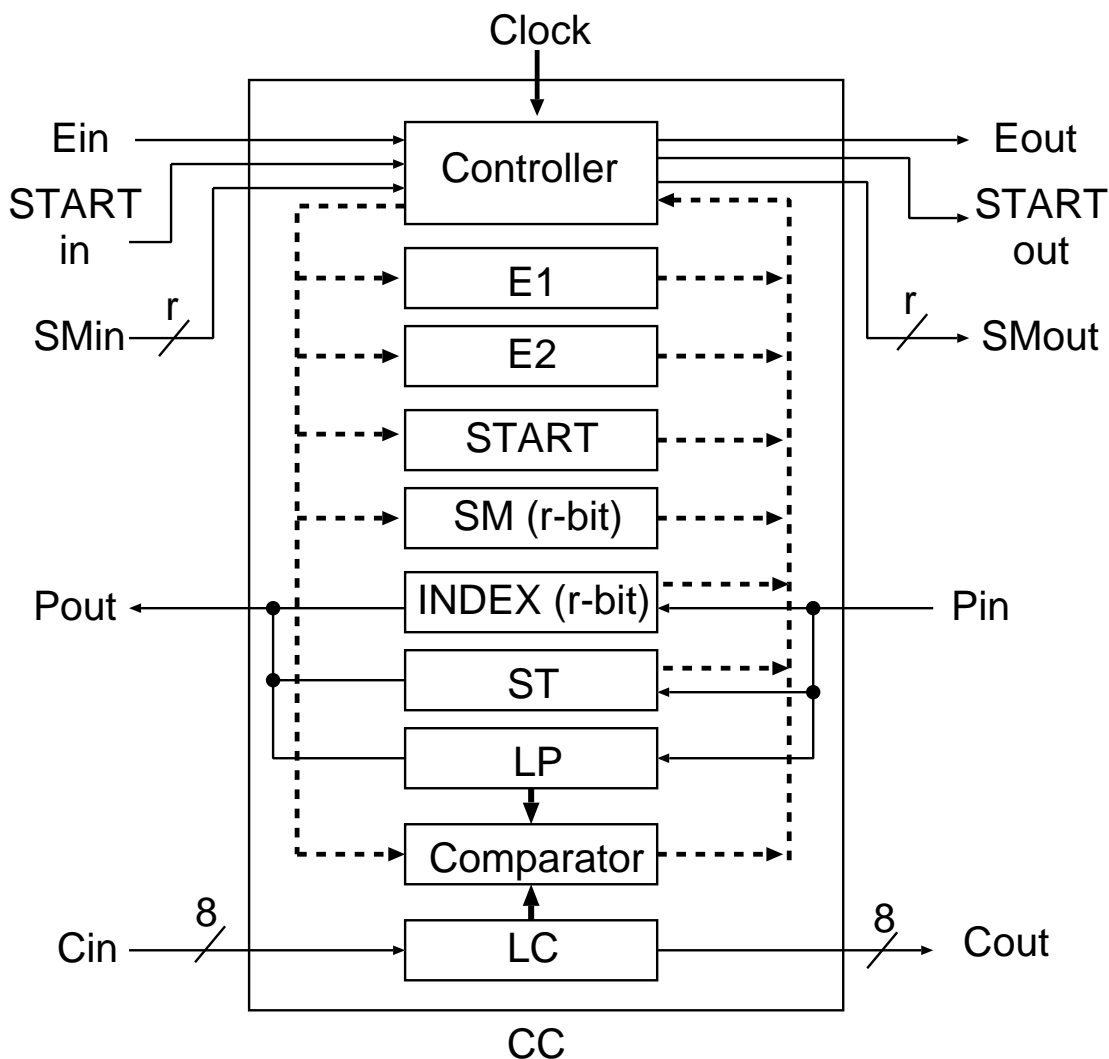 Clock
Ein
Controller
Eout
START
in
START
out
E1
r
SMin
r
SMout
E2
START
SM (r-bit)
Pout
INDEX (r-bit)
Pin
ST
LP
Comparator
8
Cin
LC
8
Cout
CC